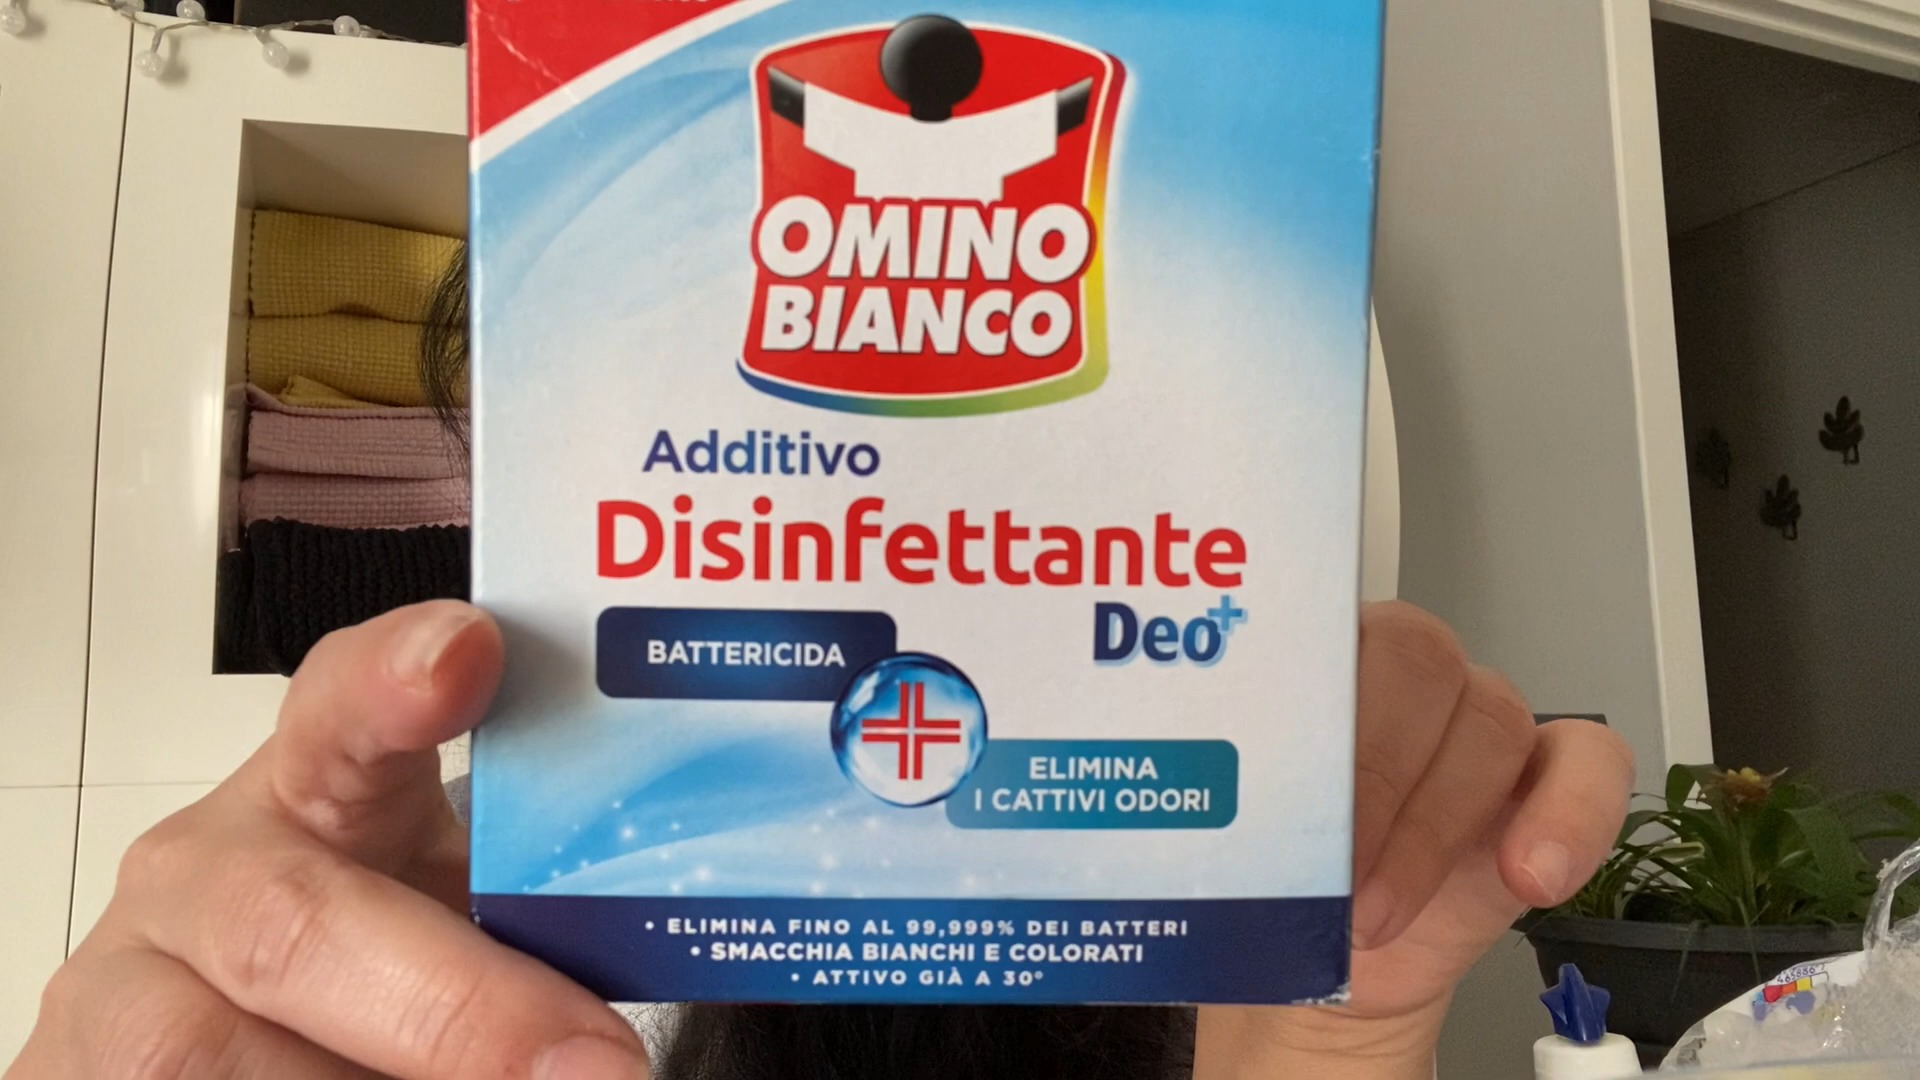 OMINO
BIANCO
Additivo
Disinfettante
Deo+
BATTERICIDA
ELIMINA
I CATTIVI ODORI
• ELIMINA FINO AL 99,999% DEI BATTERI
• SMACCHIA BIANCHI E COLORATI
• ATTIVO GIÀ A 30°